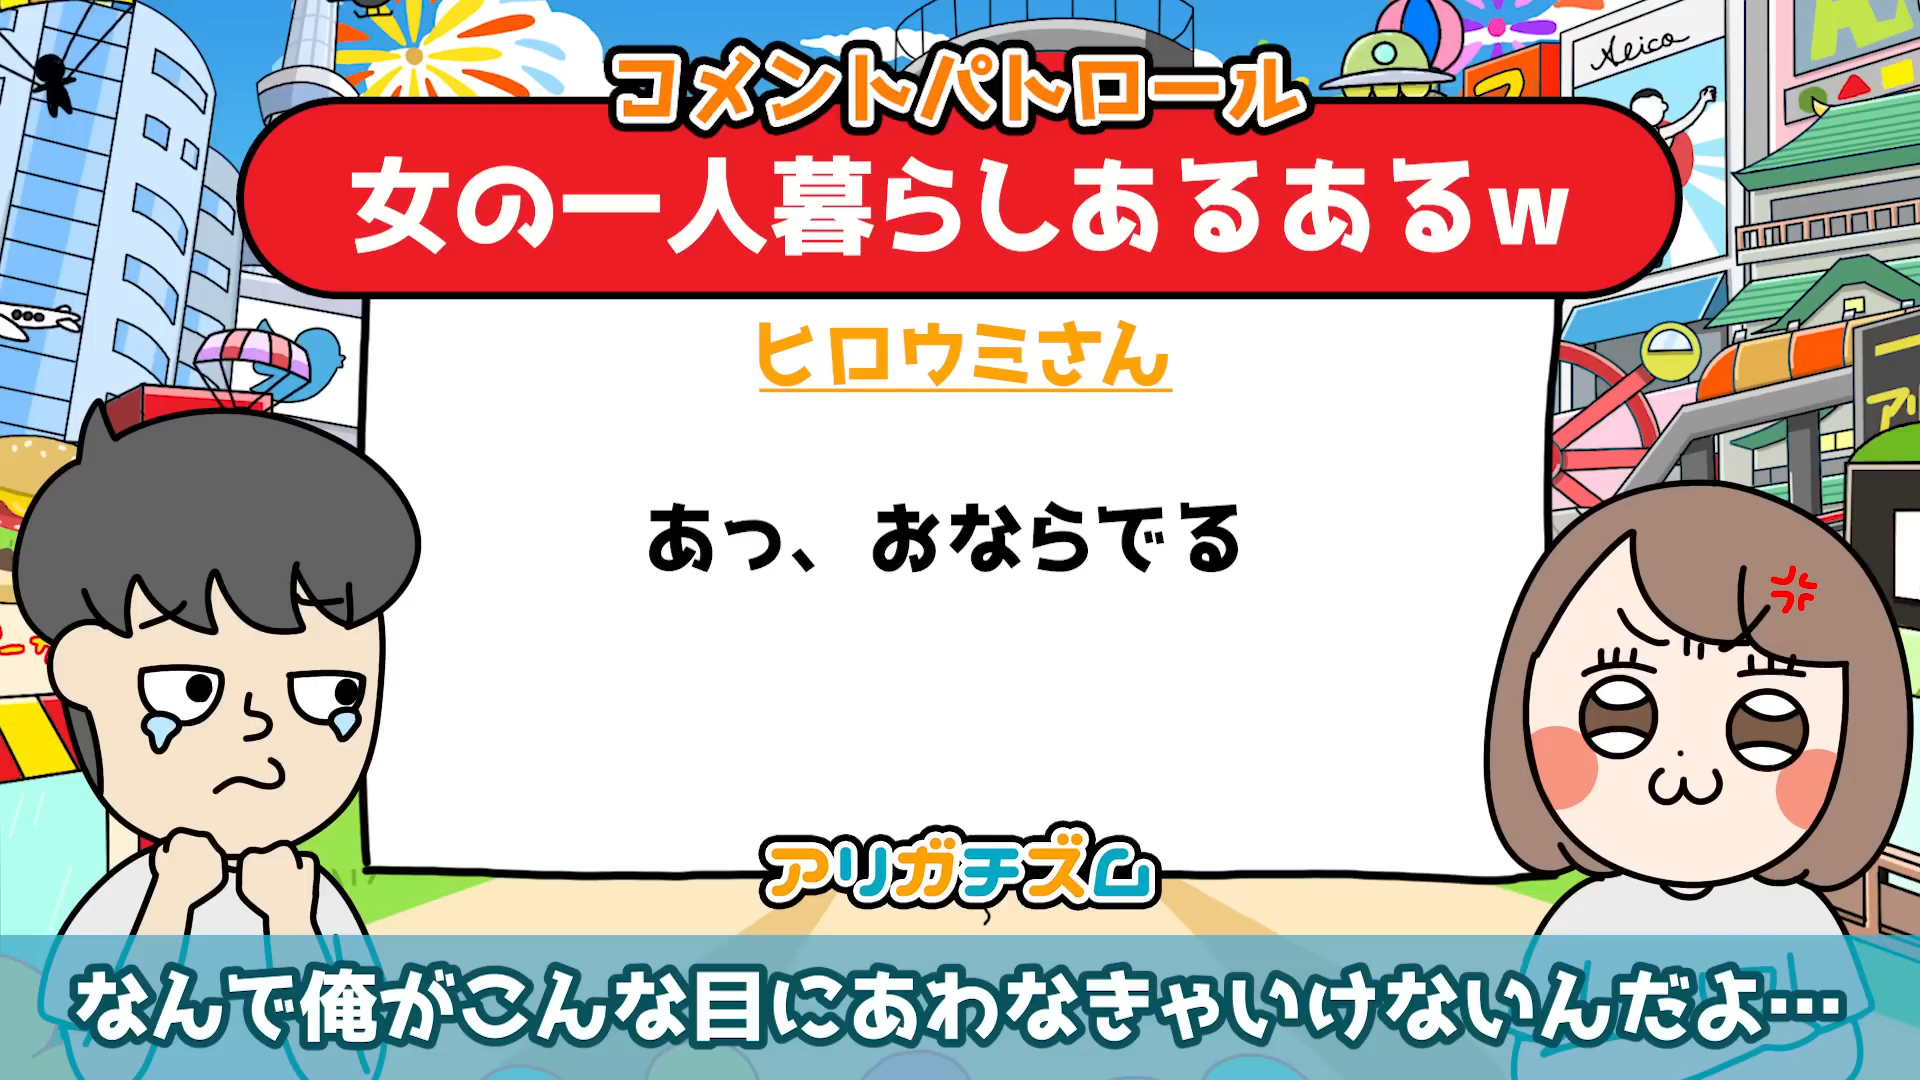 コメントパトロール
Aeica
女の一人暮らしあるあるw
ヒロウミさん
あっ、おならでる
アリガチズム
なんで俺がこんな目にあわなきゃいけないんだよ…